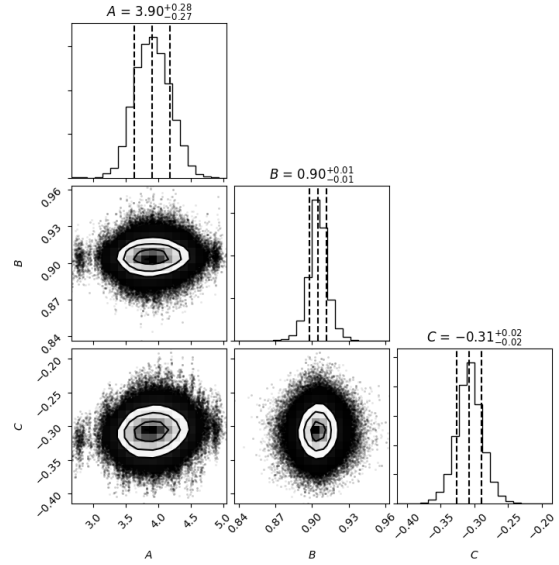 A = 3.90+0.28−0.27
B = 0.90+0.01−0.01
C = −0.31+0.02−0.02
B
0.96
0.93
0.90
0.87
0.84
C
−0.20
−0.25
−0.30
−0.35
−0.40
3.0 3.5 4.0 4.5 5.0
A
0.84 0.87 0.90 0.93 0.96
B
−0.40 −0.35 −0.30 −0.25 −0.20
C